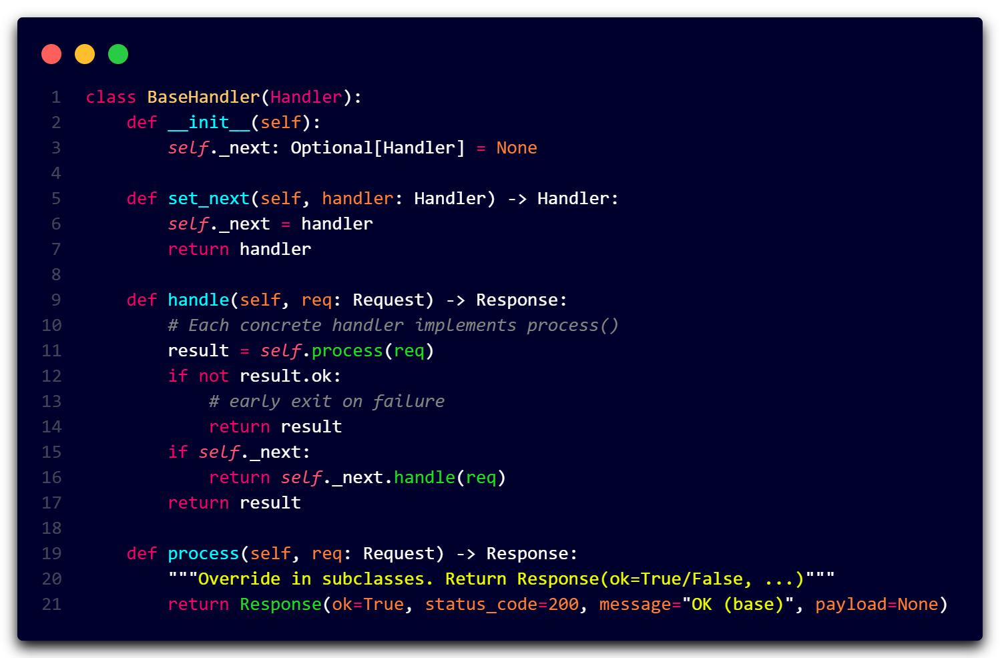 1 class BaseHandler(Handler):
2     def __init__(self):
3         self._next: Optional[Handler] = None
4
5     def set_next(self, handler: Handler) -> Handler:
6         self._next = handler
7         return handler
8
9     def handle(self, req: Request) -> Response:
10         # Each concrete handler implements process()
11         result = self.process(req)
12         if not result.ok:
13             # early exit on failure
14             return result
15         if self._next:
16             return self._next.handle(req)
17         return result
18
19     def process(self, req: Request) -> Response:
20         """Override in subclasses. Return Response(ok=True/False, ...)"""
21         return Response(ok=True, status_code=200, message="OK (base)", payload=None)